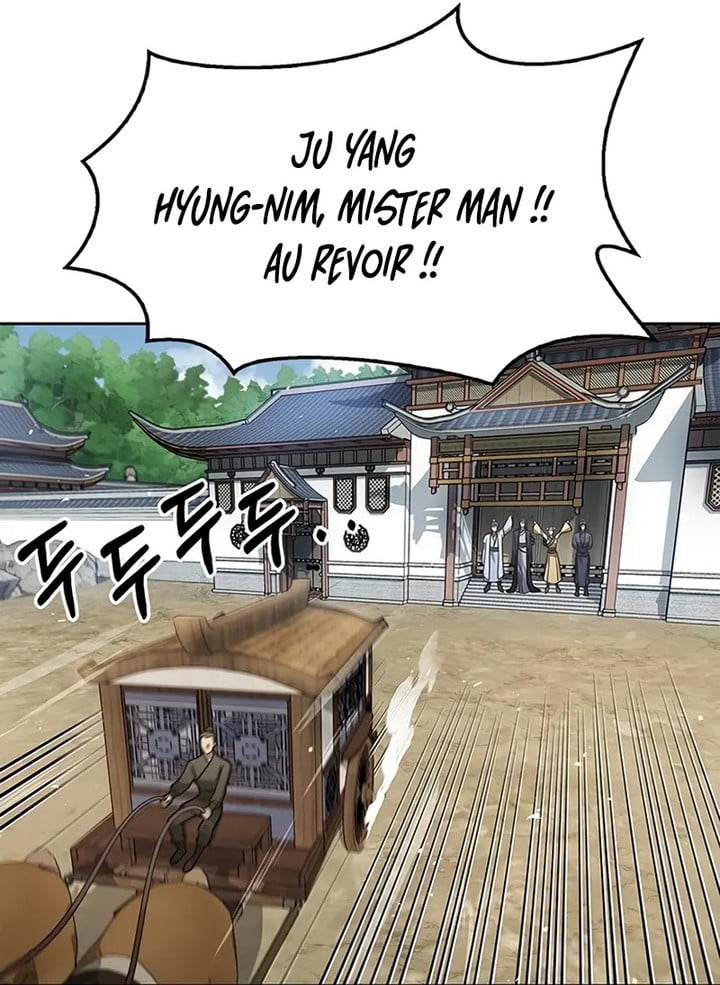 JU YANG
HYUNG-NIM, MISTER MAN !!
AU REVOIR !!
두두두두..